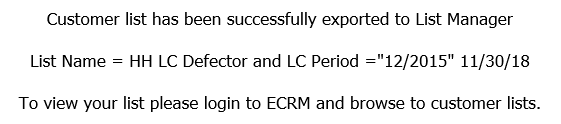 Customer list has been successfully exported to List Manager
List Name = HH LC Defector and LC Period ="12/2015" 11/30/18
To view your list please login to ECRM and browse to customer lists.